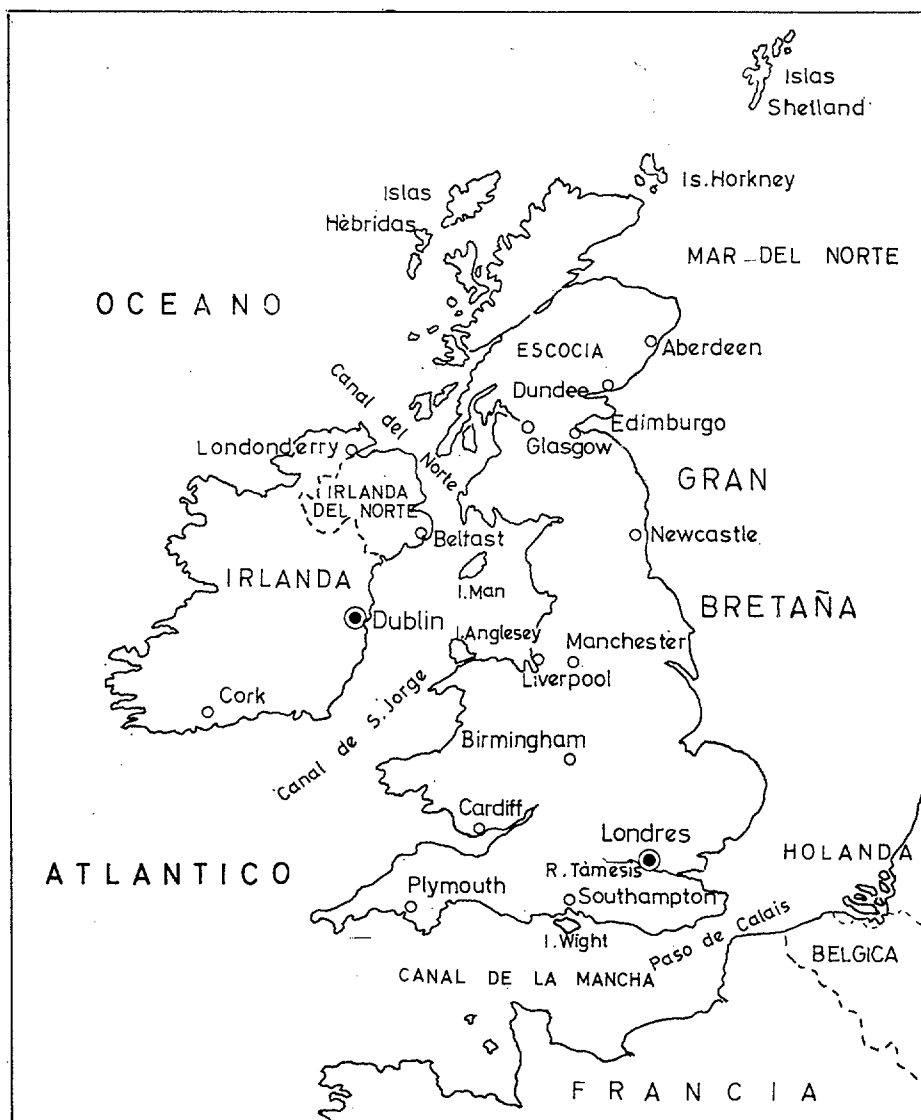 Islas
Shetland
Is.Horkney
Islas
Hèbridas
MAR DEL NORTE
OCEANO
ESCOCIA
Aberdeen
Canal del Norte
Dundee
Edimburgo
Glasgow
Londonderry
GRAN
IRLANDA
DEL NORTE
Belfast
Newcastle
IRLANDA
I.Man
BRETAÑA
Dublin
I.Anglesey
Manchester
Liverpool
Cork
Canal de S. Jorge
Birmingham
Cardiff
Londres
HOLANDA
ATLANTICO
R.Tàmesis
Plymouth
Southampton
Paso de Calais
I.Wight
BELGICA
CANAL DE LA MANCHA
FRANCIA